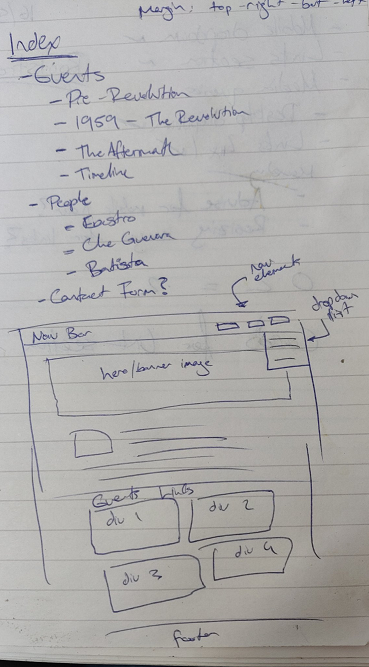 Margin: top-right-bot-left
Index
- Events
- Pre-Revolution
- 1959 - The Revolution
- The Aftermath
- Timeline
- People
- Castro
- Che Guevara
- Batista
- Contact Form?
nav elements
drop down list
Nav Bar
hero/banner image
Events Links
div 1
div 2
div 3
div 4
footer